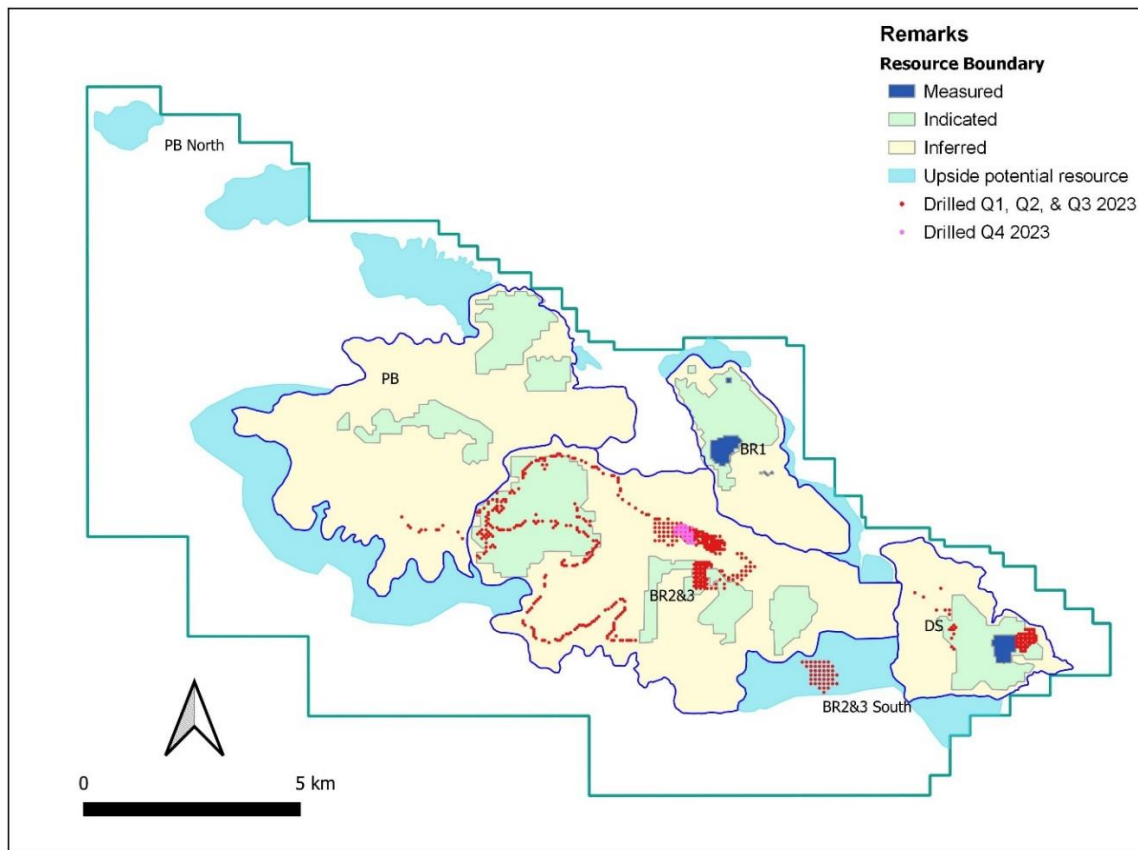 Remarks
Resource Boundary
Measured
Indicated
Inferred
Upside potential resource
Drilled Q1, Q2, & Q3 2023
Drilled Q4 2023
PB North
PB
BR1
BR2&3
DS
BR2&3 South
0 5 km